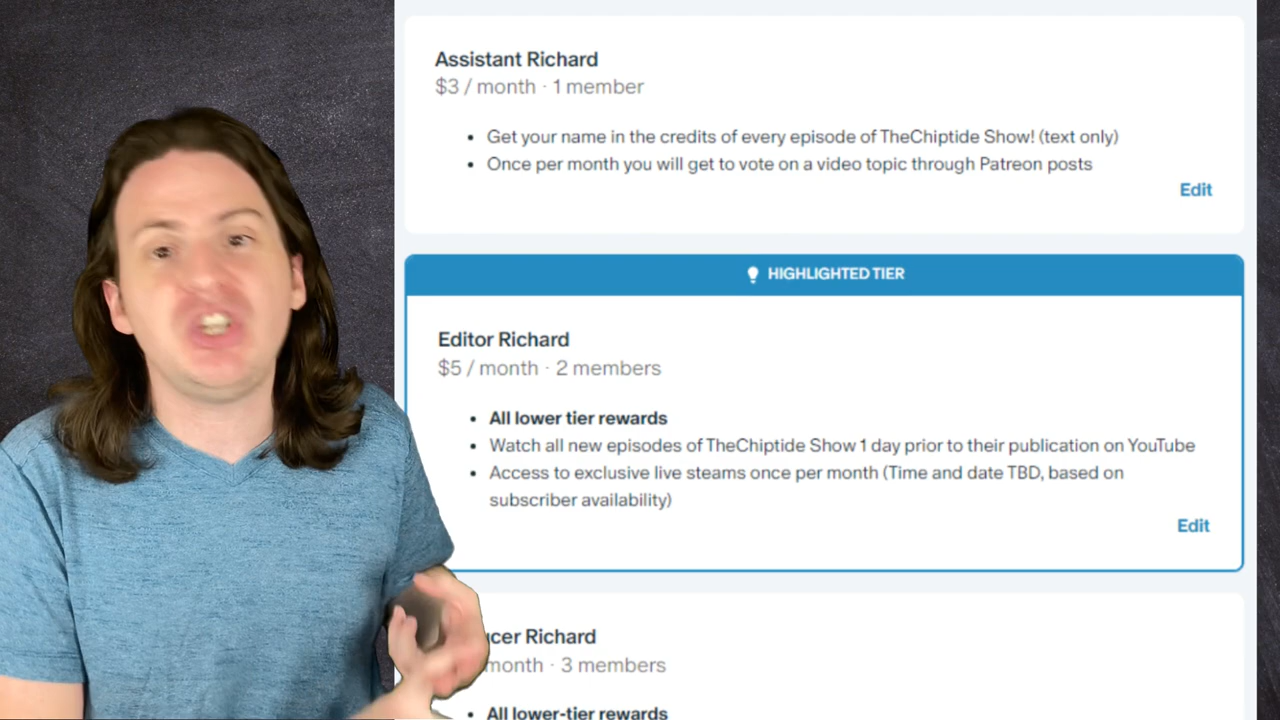 Assistant Richard
$3 / month · 1 member
• Get your name in the credits of every episode of TheChiptide Show! (text only)
• Once per month you will get to vote on a video topic through Patreon posts
Edit
HIGHLIGHTED TIER
Editor Richard
$5 / month · 2 members
• All lower tier rewards
• Watch all new episodes of TheChiptide Show 1 day prior to their publication on YouTube
• Access to exclusive live steams once per month (Time and date TBD, based on
subscriber availability)
Edit
Richard
month · 3 members
• All lower-tier rewards